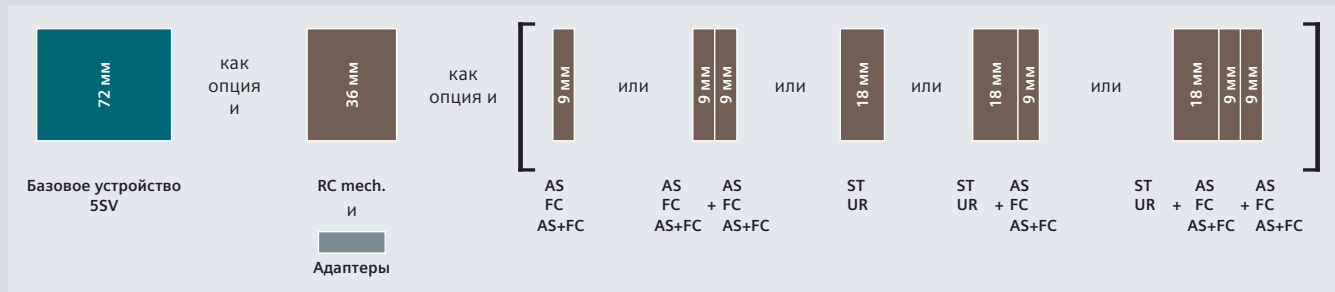 72 мм
как
опция
и
36 мм
как
опция и
9 мм
или
9 мм
9 мм
или
18 мм
или
18 мм
9 мм
или
18 мм
9 мм
9 мм
Базовое устройство
5SV
RC mech.
и
Адаптеры
AS
FC
AS+FC
AS AS
FC + FC
AS+FC AS+FC
ST
UR
ST AS
UR + FC
AS+FC
ST AS AS
UR + FC + FC
AS+FC AS+FC